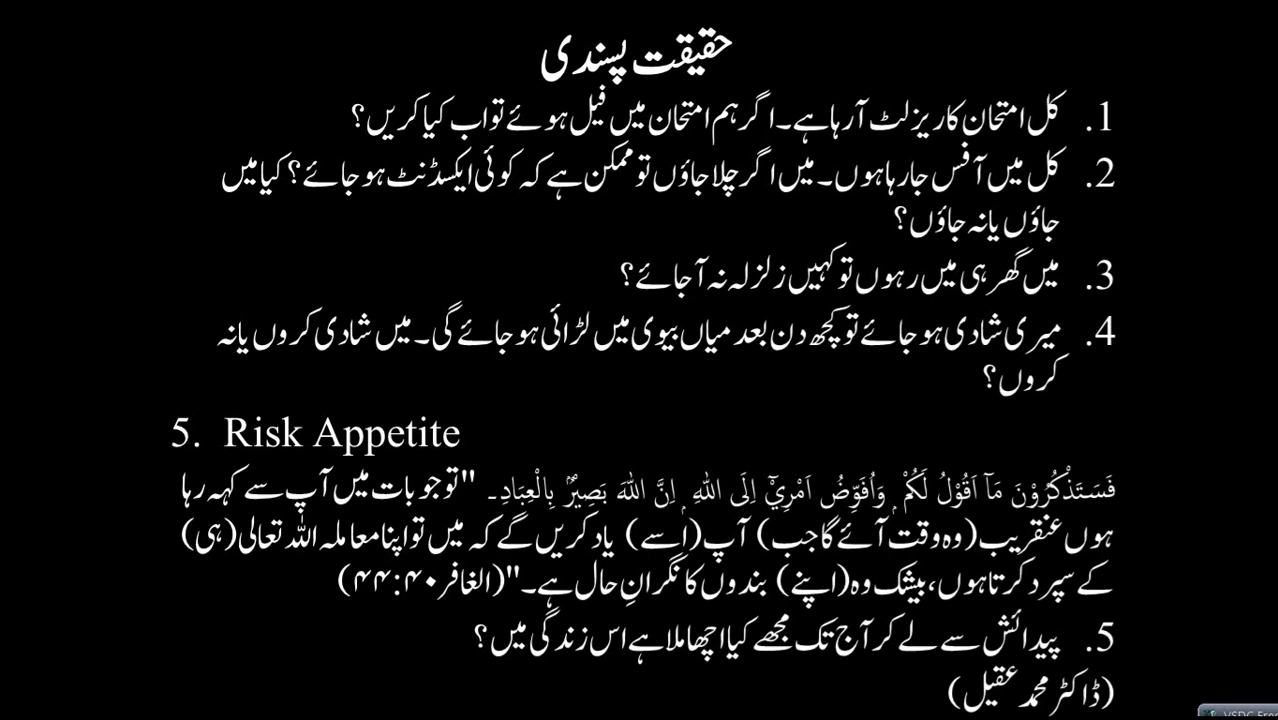 حقیقت پسندی
1. کل امتحان کا ریزلٹ آ رہا ہے۔ اگر ہم امتحان میں فیل ہوئے تو اب کیا کریں؟
2. کل میں آفس جا رہا ہوں۔ میں اگر چلا جاؤں تو ممکن ہے کہ کوئی ایکسڈنٹ ہو جائے؟ کیا میں
جاؤں یا نہ جاؤں؟
3. میں گھر ہی میں رہوں تو کہیں زلزلہ نہ آ جائے؟
4. میری شادی ہو جائے تو کچھ دن بعد میاں بیوی میں لڑائی ہو جائے گی۔ میں شادی کروں یا نہ
کروں؟
5. Risk Appetite
فَسَتَذْكُرُوْنَ مَآ اَقُوْلُ لَكُمْ ۭ وَاُفَوِّضُ اَمْرِيْٓ اِلَى اللهِ ۭ اِنَّ اللهَ بَصِيْرٌۢ بِالْعِبَادِ۔ "تو جو بات میں آپ سے کہہ رہا
ہوں عنقریب (وہ وقت آئے گا جب) آپ (اسے) یاد کریں گے کہ میں تو اپنا معاملہ اللہ تعالی (ہی)
کے سپرد کرتا ہوں، بیشک وہ (اپنے) بندوں کا نگرانِ حال ہے۔" (الغافر ۴۰:۴۴)
5. پیدائش سے لے کر آج تک مجھے کیا اچھا ملا ہے اس زندگی میں؟
(ڈاکٹر محمد عقیل)